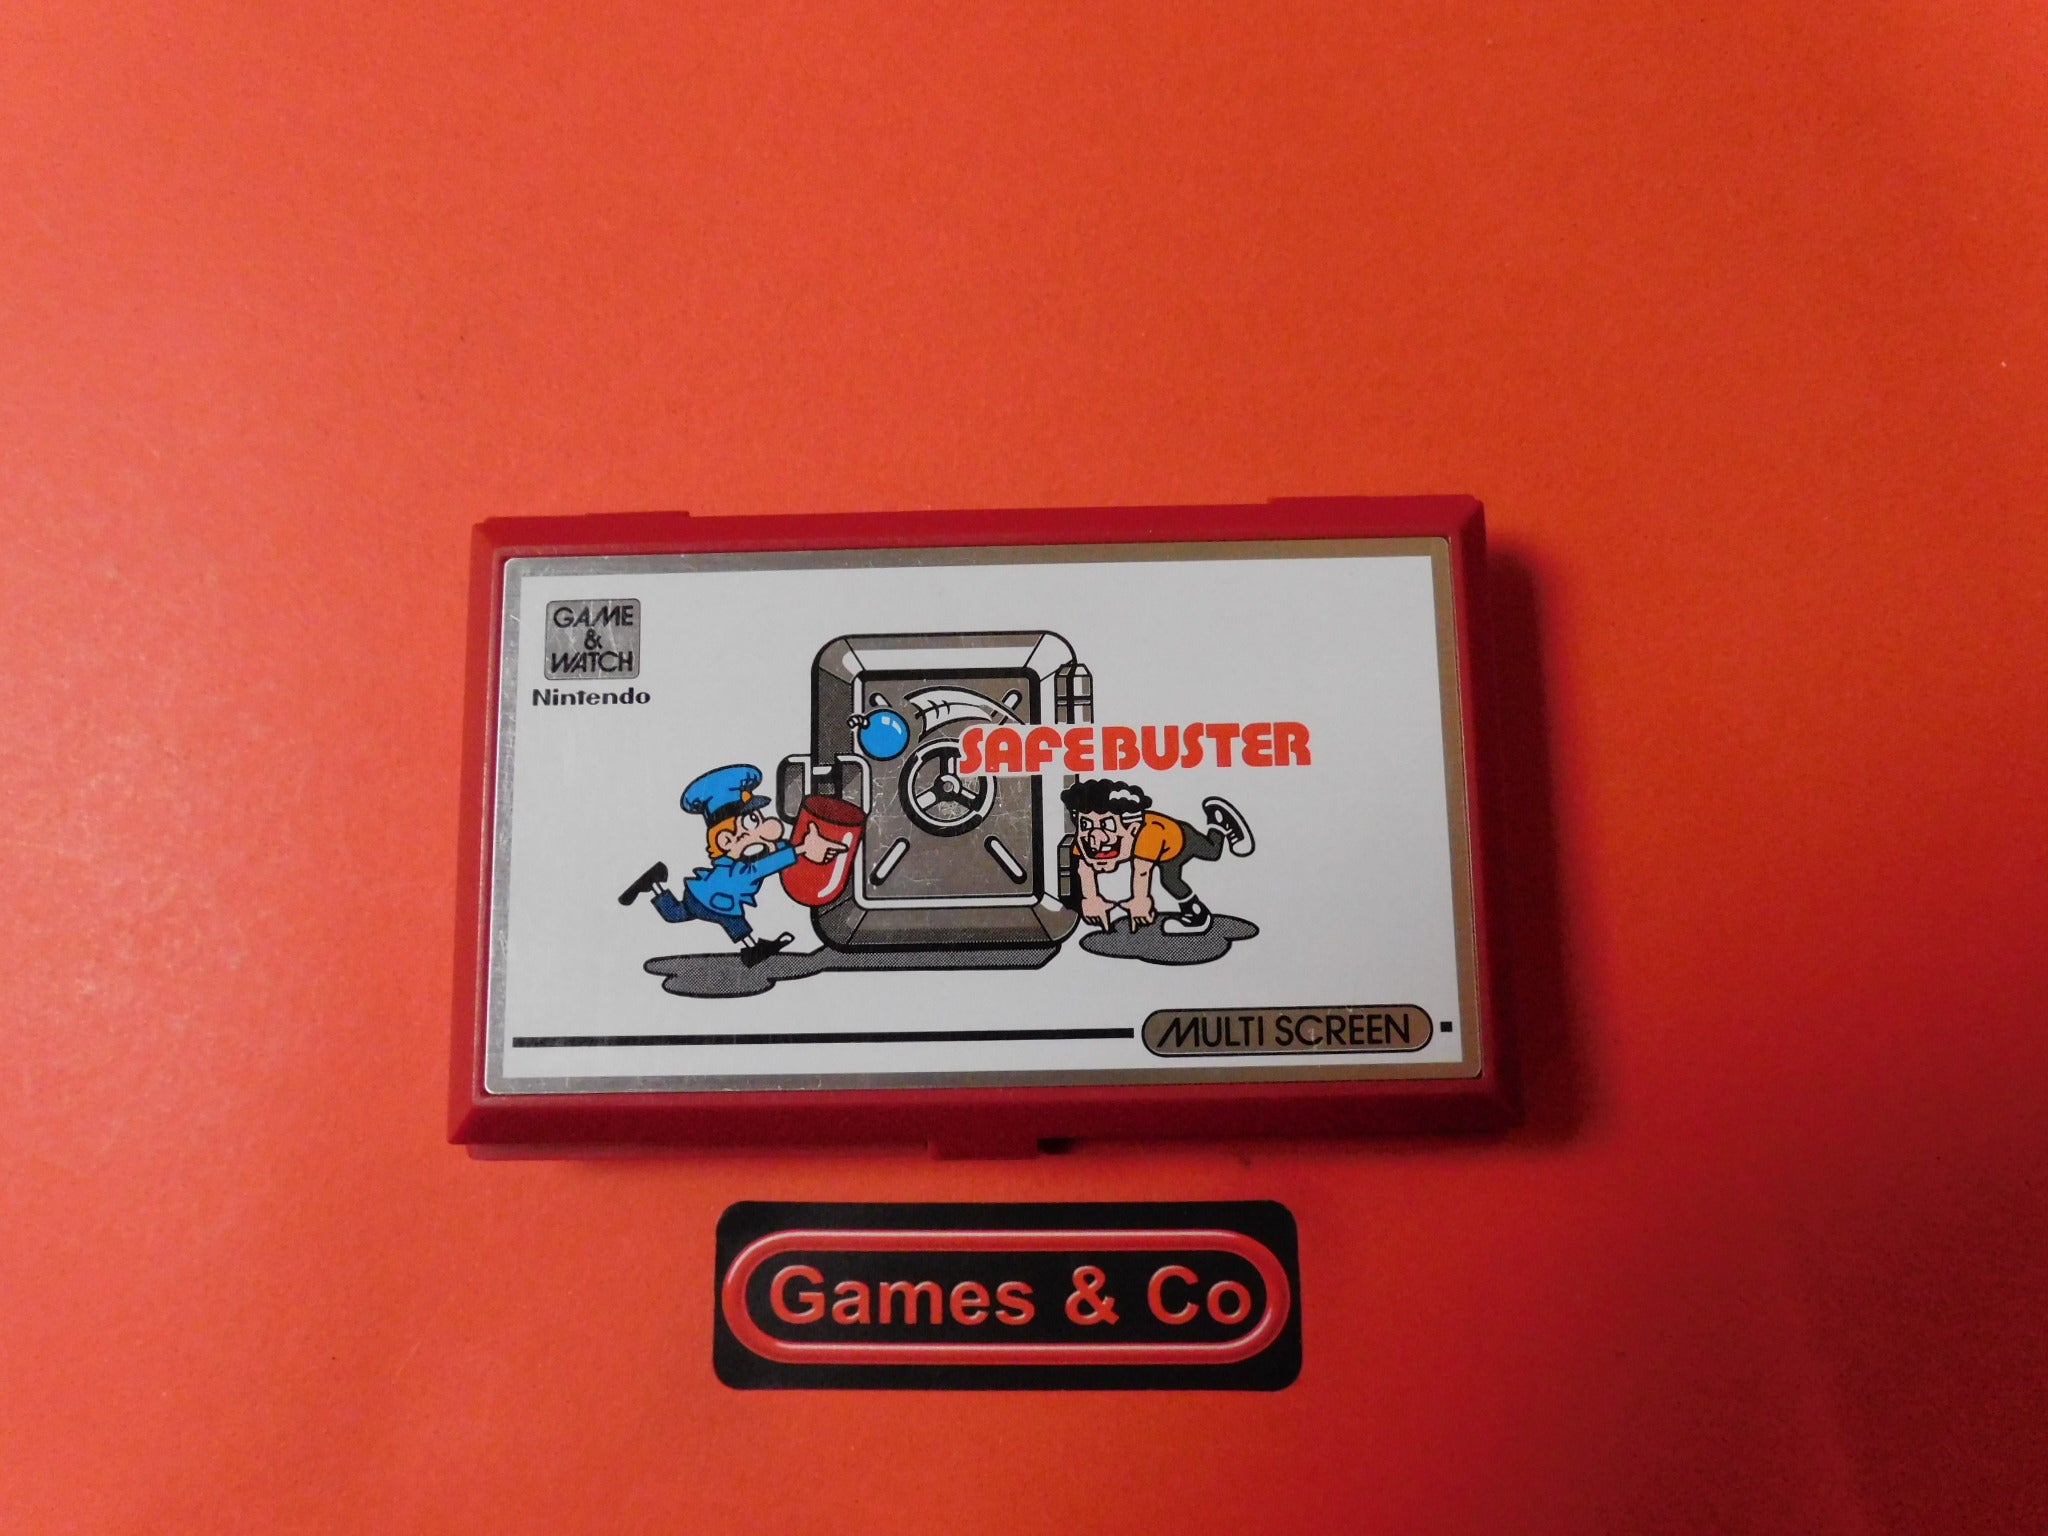 GAME
&
WATCH
Nintendo
SAFEBUSTER
MULTI SCREEN
Games & Co